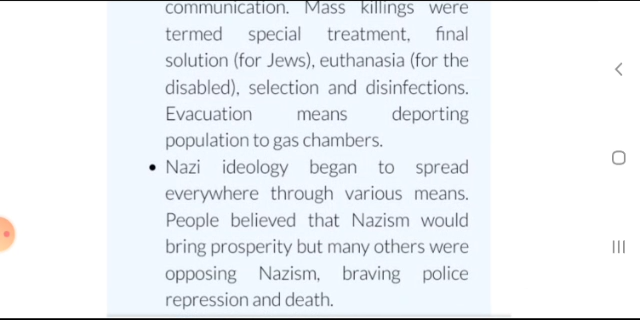 communication. Mass killings were
termed special treatment, final
solution (for Jews), euthanasia (for the
disabled), selection and disinfections.
Evacuation means deporting
population to gas chambers.
• Nazi ideology began to spread
everywhere through various means.
People believed that Nazism would
bring prosperity but many others were
opposing Nazism, braving police
repression and death.